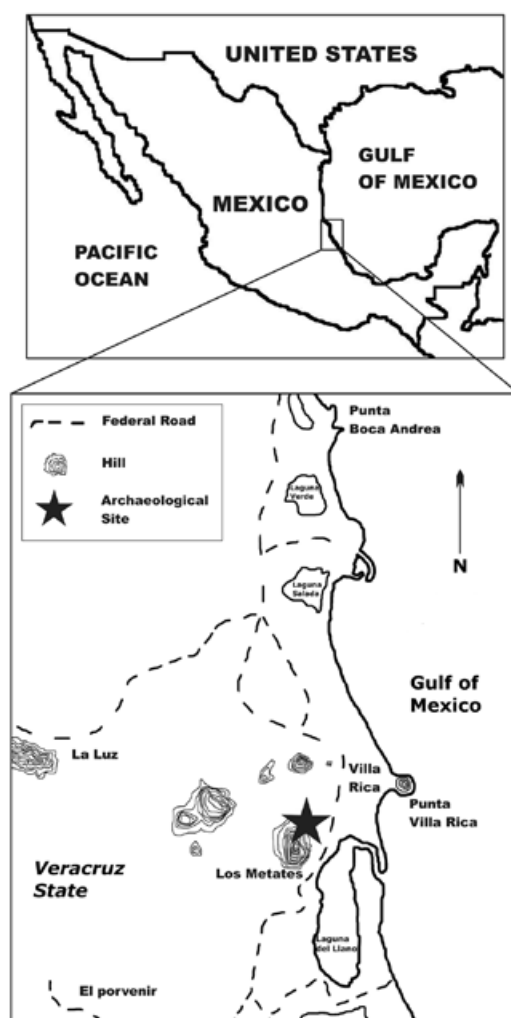 UNITED STATES
GULF
OF MEXICO
MEXICO
PACIFIC
OCEAN
Federal Road
Hill
Archaeological
Site
Punta
Boca Andrea
Laguna
Verde
N
Laguna
Salada
Gulf of
Mexico
La Luz
Villa
Rica
Punta
Villa Rica
Los Metates
Veracruz
State
Laguna
del Llano
El porvenir